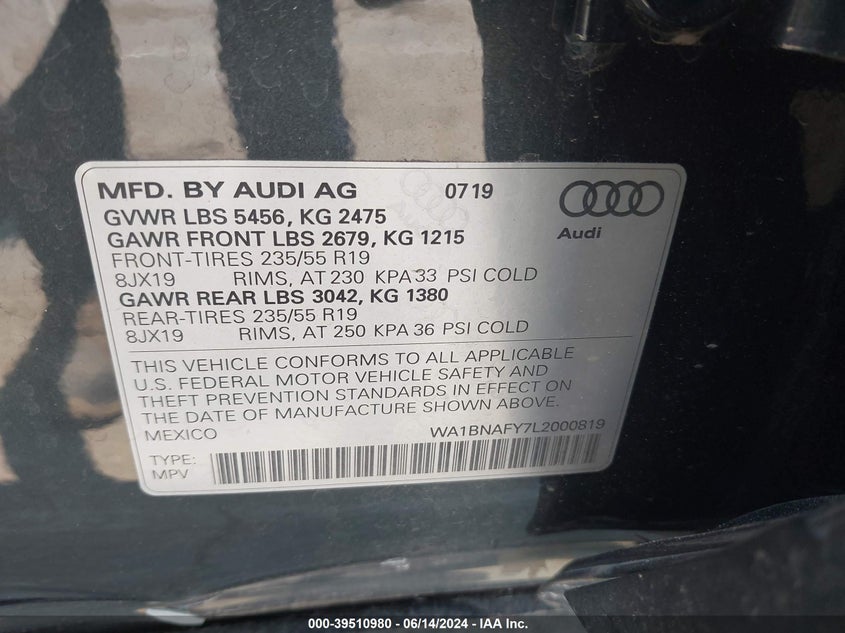 MFD. BY AUDI AG 0719
Audi
GVWR LBS 5456, KG 2475
GAWR FRONT LBS 2679, KG 1215
FRONT-TIRES 235/55 R19
8JX19 RIMS, AT 230 KPA 33 PSI COLD
GAWR REAR LBS 3042, KG 1380
REAR-TIRES 235/55 R19
8JX19 RIMS, AT 250 KPA 36 PSI COLD
THIS VEHICLE CONFORMS TO ALL APPLICABLE
U.S. FEDERAL MOTOR VEHICLE SAFETY AND
THEFT PREVENTION STANDARDS IN EFFECT ON
THE DATE OF MANUFACTURE SHOWN ABOVE.
MEXICO WA1BNAFY7L2000819
TYPE:
MPV
000-39510980 - 06/14/2024 - IAA Inc.